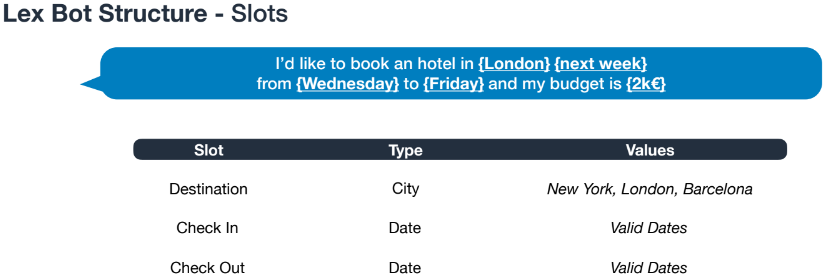 Lex Bot Structure - Slots
I'd like to book an hotel in {London} {next week}
from {Wednesday} to {Friday} and my budget is {2k€}
Slot Type Values
Destination City New York, London, Barcelona
Check In Date Valid Dates
Check Out Date Valid Dates